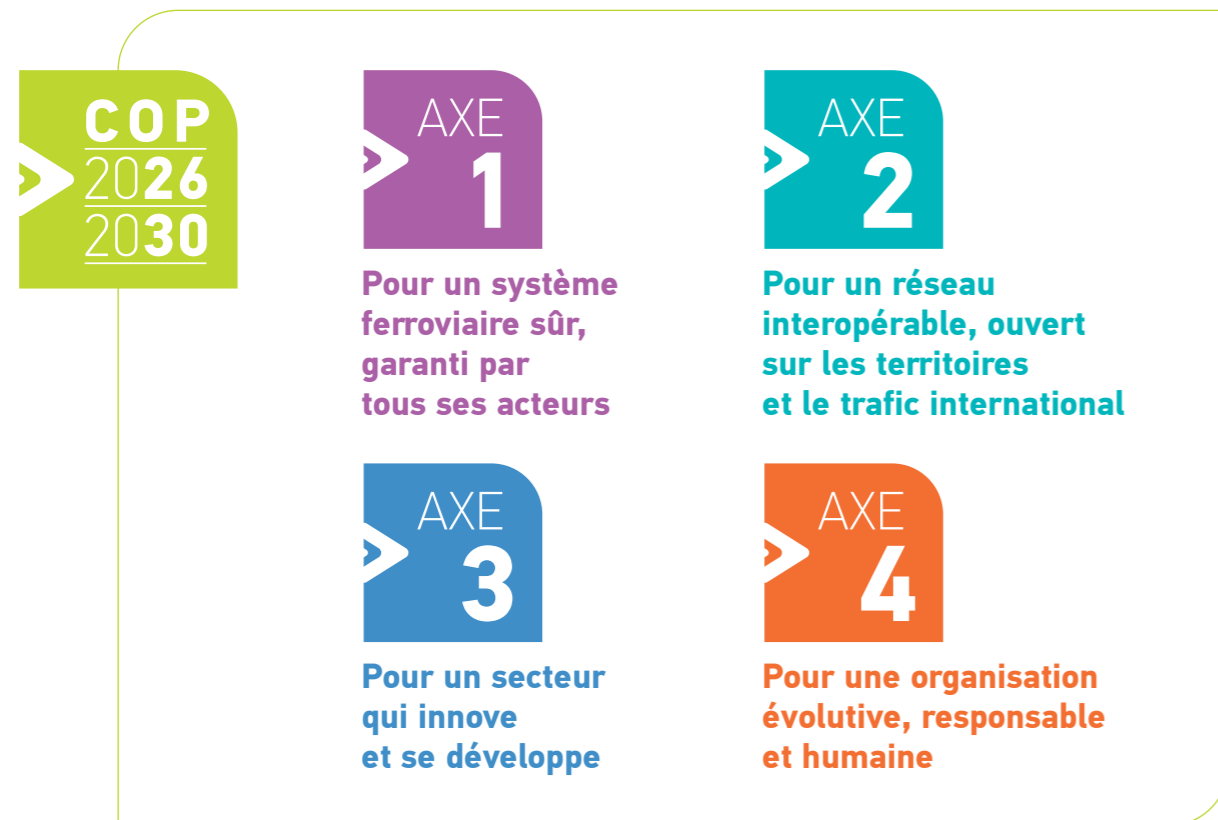 COP
2026
2030
AXE
1
Pour un système
ferroviaire sûr,
garanti par
tous ses acteurs
AXE
2
Pour un réseau
interopérable, ouvert
sur les territoires
et le trafic international
AXE
3
Pour un secteur
qui innove
et se développe
AXE
4
Pour une organisation
évolutive, responsable
et humaine